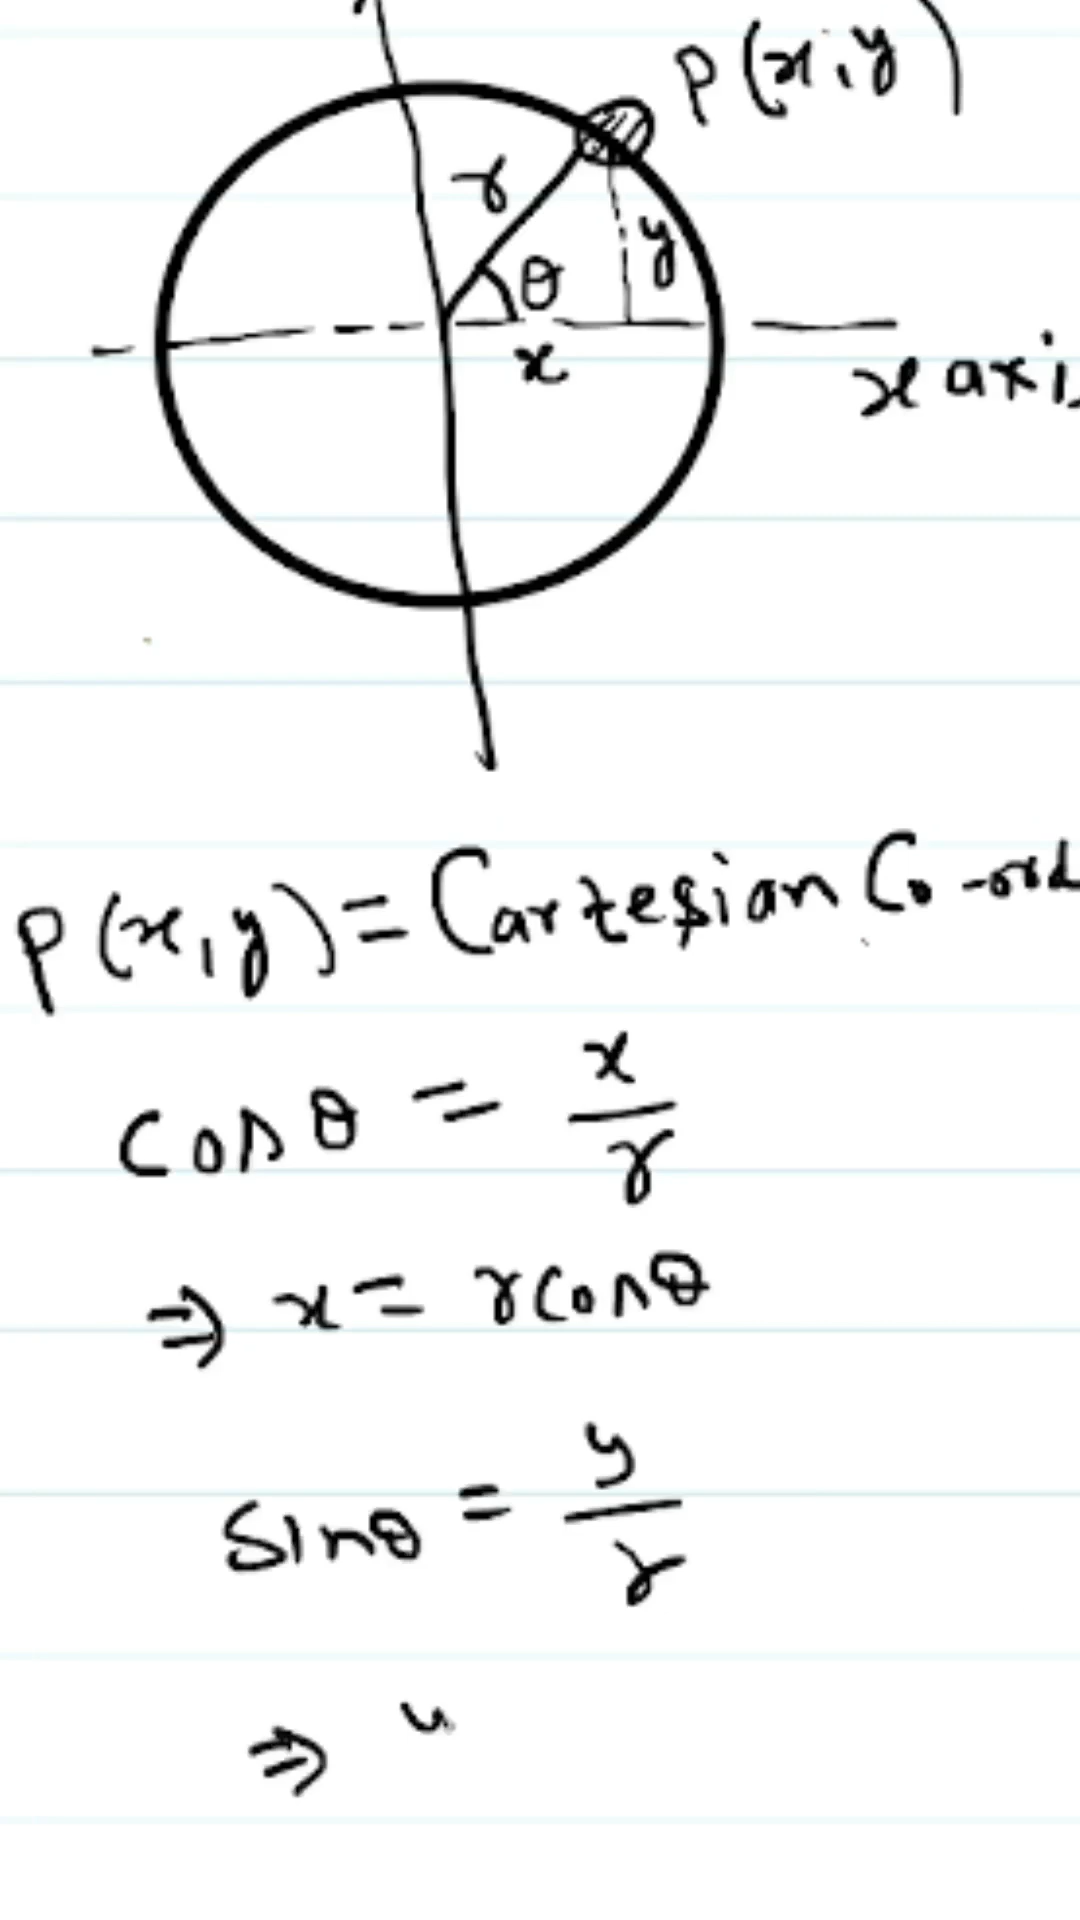 P(x,y)
r
y
θ
x
x axi
P(x,y) = Cartesian Co-ord
cos θ = x/r
⇒ x = r cos θ
sin θ = y/r
⇒